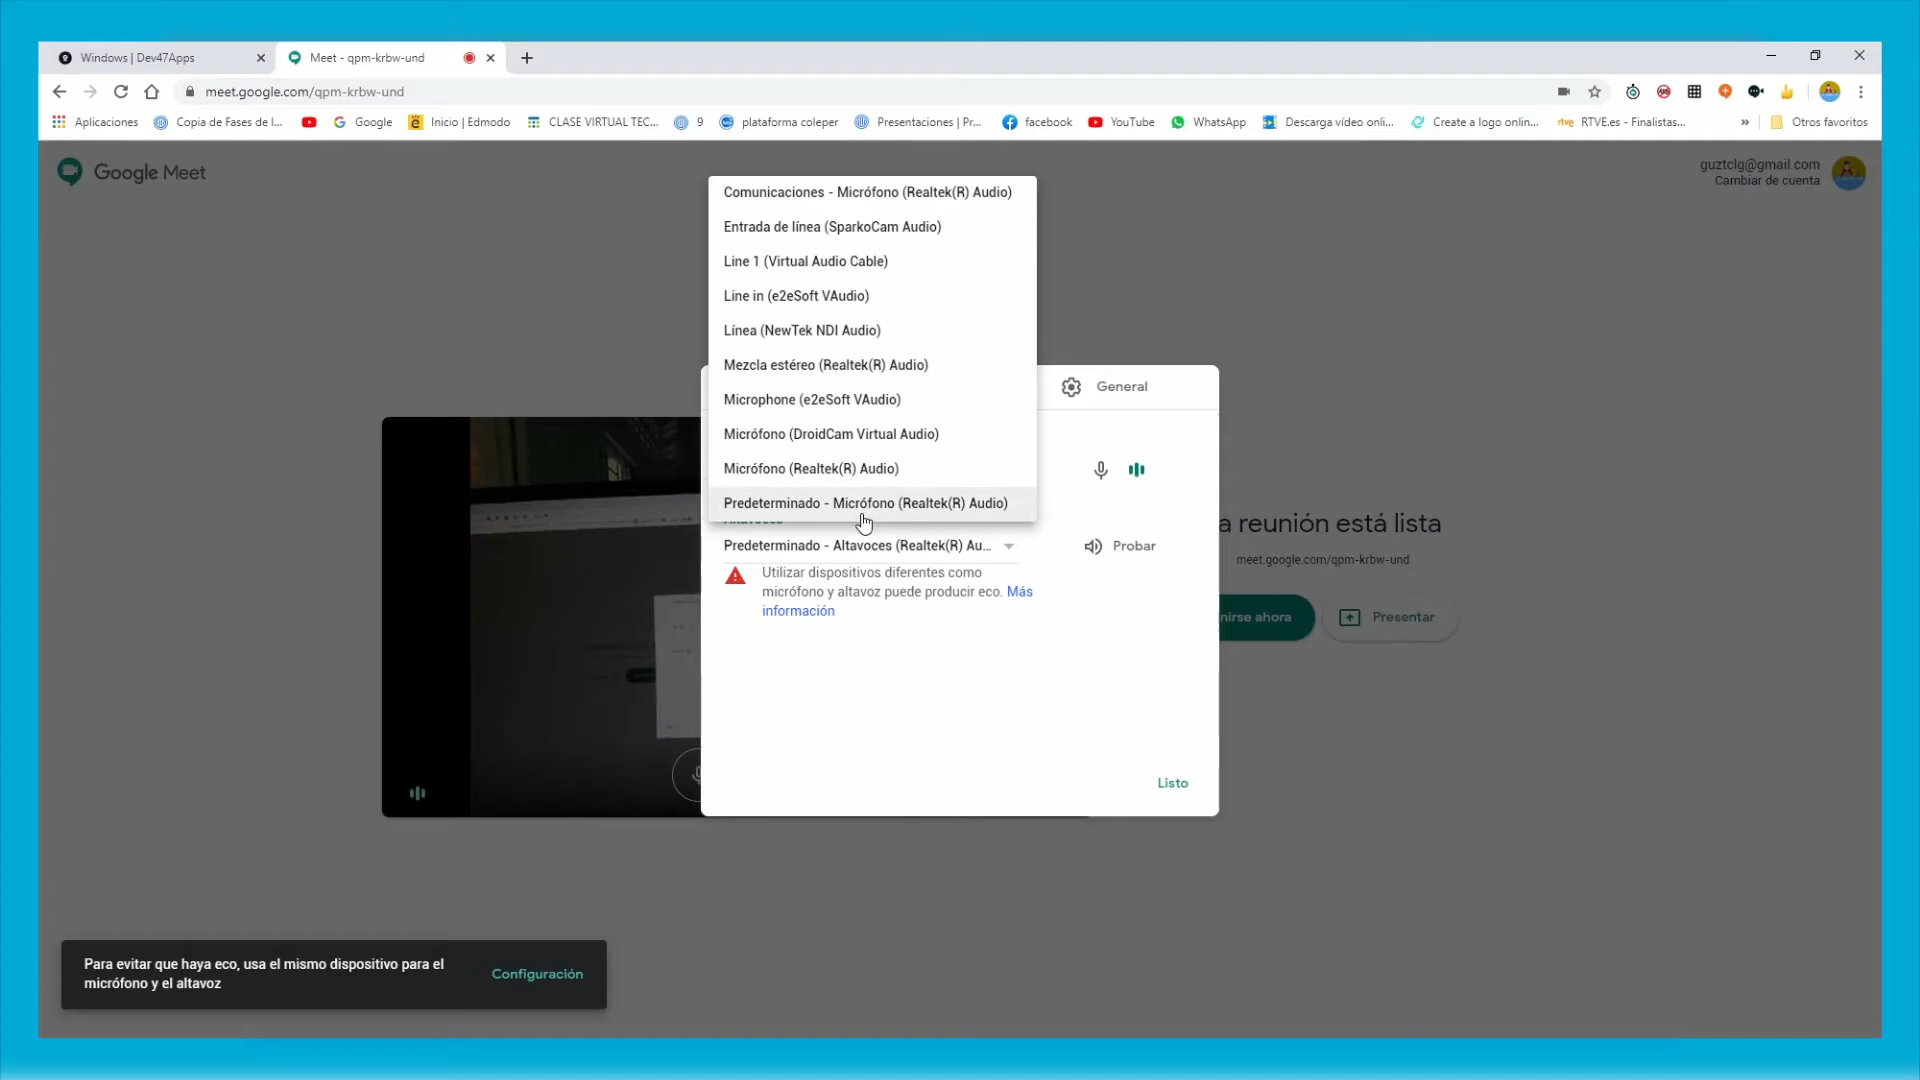 Windows | Dev47Apps
Meet - qpm-krbw-und
meet.google.com/qpm-krbw-und
Aplicaciones
Copia de Fases de l...
Google
Inicio | Edmodo
CLASE VIRTUAL TEC...
9
plataforma coleper
Presentaciones | Pr...
facebook
YouTube
WhatsApp
Descarga vídeo onli...
Create a logo onlin...
RTVE.es - Finalistas...
»
Otros favoritos
Google Meet
guztclg@gmail.com
Cambiar de cuenta
Comunicaciones - Micrófono (Realtek(R) Audio)
Entrada de línea (SparkoCam Audio)
Line 1 (Virtual Audio Cable)
Line in (e2eSoft VAudio)
Línea (NewTek NDI Audio)
Mezcla estéreo (Realtek(R) Audio)
Microphone (e2eSoft VAudio)
Micrófono (DroidCam Virtual Audio)
Micrófono (Realtek(R) Audio)
Predeterminado - Micrófono (Realtek(R) Audio)
General
Altavoces
Predeterminado - Altavoces (Realtek(R) Au...
Probar
Utilizar dispositivos diferentes como
micrófono y altavoz puede producir eco. Más
información
Listo
a reunión está lista
meet.google.com/qpm-krbw-und
nirse ahora
Presentar
Para evitar que haya eco, usa el mismo dispositivo para el
micrófono y el altavoz
Configuración